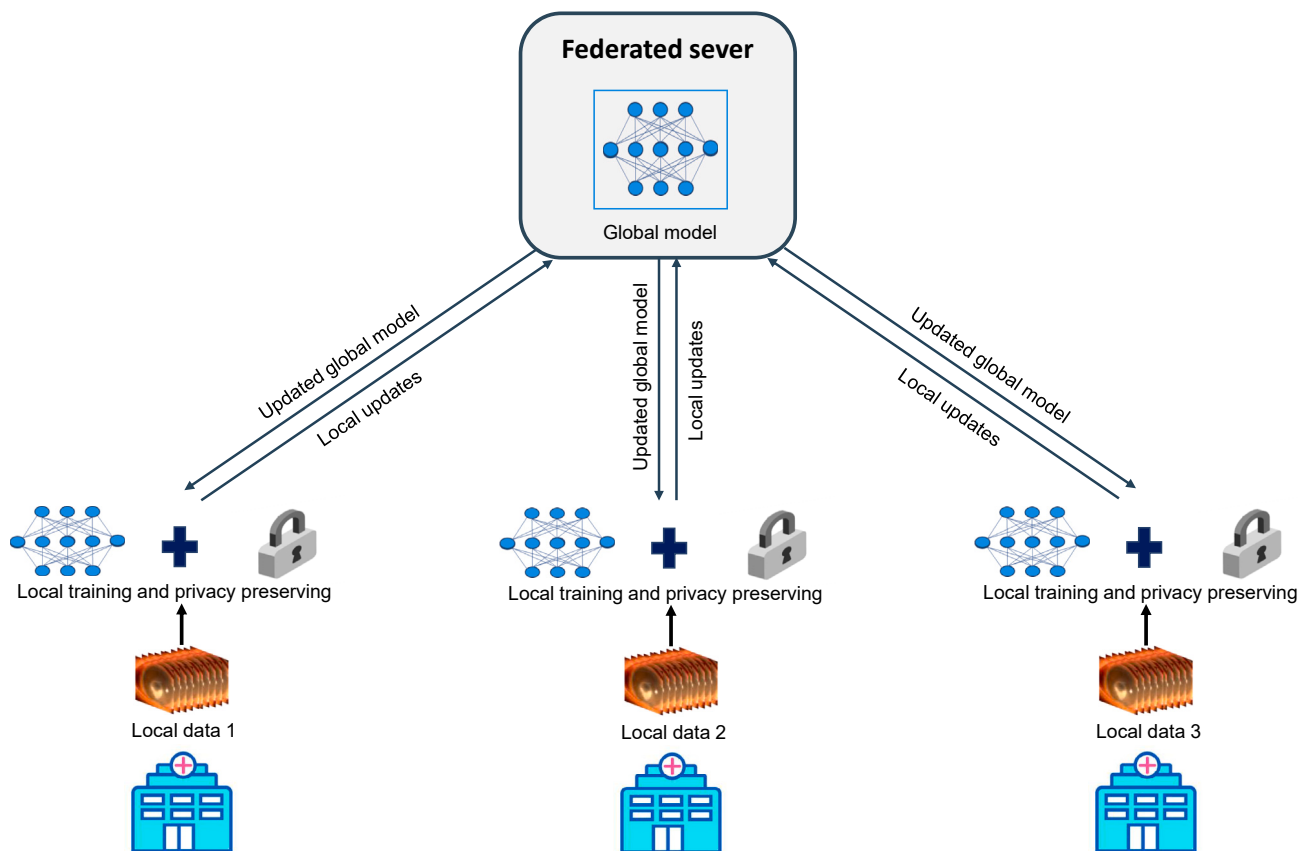 Federated sever
Global model
Updated global model
Local updates
Updated global model
Local updates
Updated global model
Local updates
Local training and privacy preserving
Local training and privacy preserving
Local training and privacy preserving
Local data 1
Local data 2
Local data 3